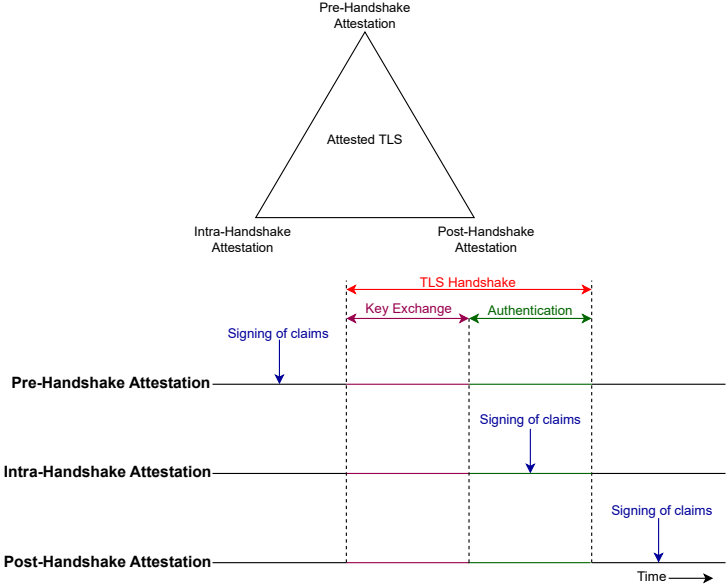 Pre-Handshake
Attestation
Attested TLS
Intra-Handshake
Attestation
Post-Handshake
Attestation
TLS Handshake
Key Exchange
Authentication
Signing of claims
Pre-Handshake Attestation
Signing of claims
Intra-Handshake Attestation
Signing of claims
Post-Handshake Attestation
Time